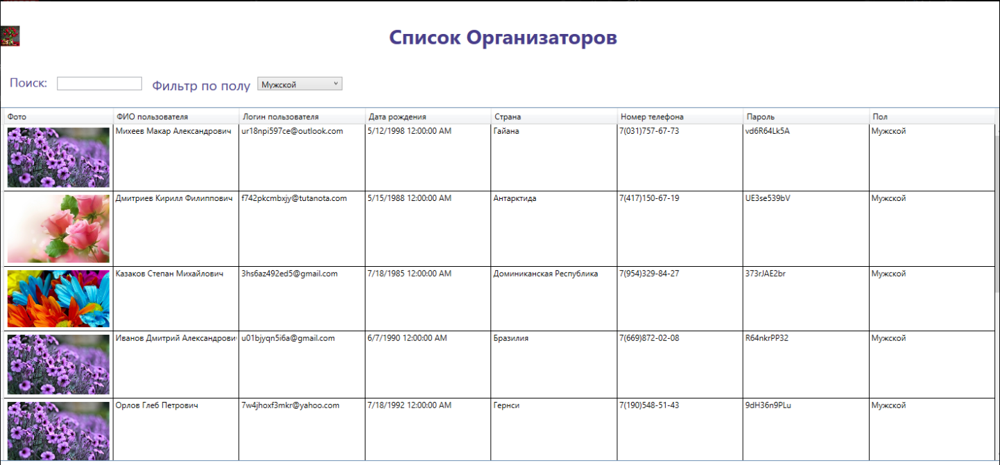 Список Организаторов
Поиск:
Фильтр по полу Мужской
Фото ФИО пользователя Логин пользователя Дата рождения Страна Номер телефона Пароль Пол
Михеев Макар Александрович ur18npi597ce@outlook.com 5/12/1998 12:00:00 AM Гайана 7(031)757-67-73 vd6R64Lk5A Мужской
Дмитриев Кирилл Филиппович f742pkcmbxjy@tutanota.com 5/15/1988 12:00:00 AM Антарктида 7(417)150-67-19 UE3se539bV Мужской
Казаков Степан Михайлович 3hs6az492ed5@gmail.com 7/18/1985 12:00:00 AM Доминиканская Республика 7(954)329-84-27 373rJAE2br Мужской
Иванов Дмитрий Александрови u01bjyqn5i6a@gmail.com 6/7/1990 12:00:00 AM Бразилия 7(669)872-02-08 R64nkrPP32 Мужской
Орлов Глеб Петрович 7w4jhoxf3mkr@yahoo.com 7/18/1992 12:00:00 AM Гернси 7(190)548-51-43 9dH36n9PLu Мужской